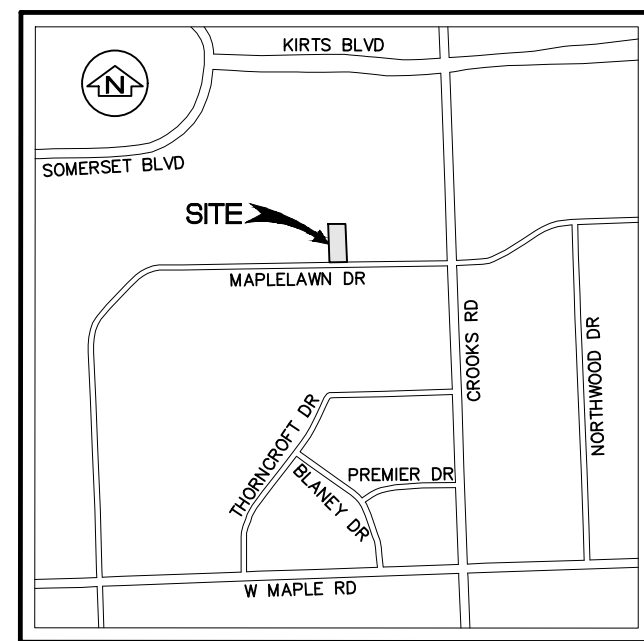 KIRTS BLVD
N
SOMERSET BLVD
SITE
MAPLELAWN DR
CROOKS RD
NORTHWOOD DR
THORNCROFT DR
BLANEY DR
PREMIER DR
W MAPLE RD